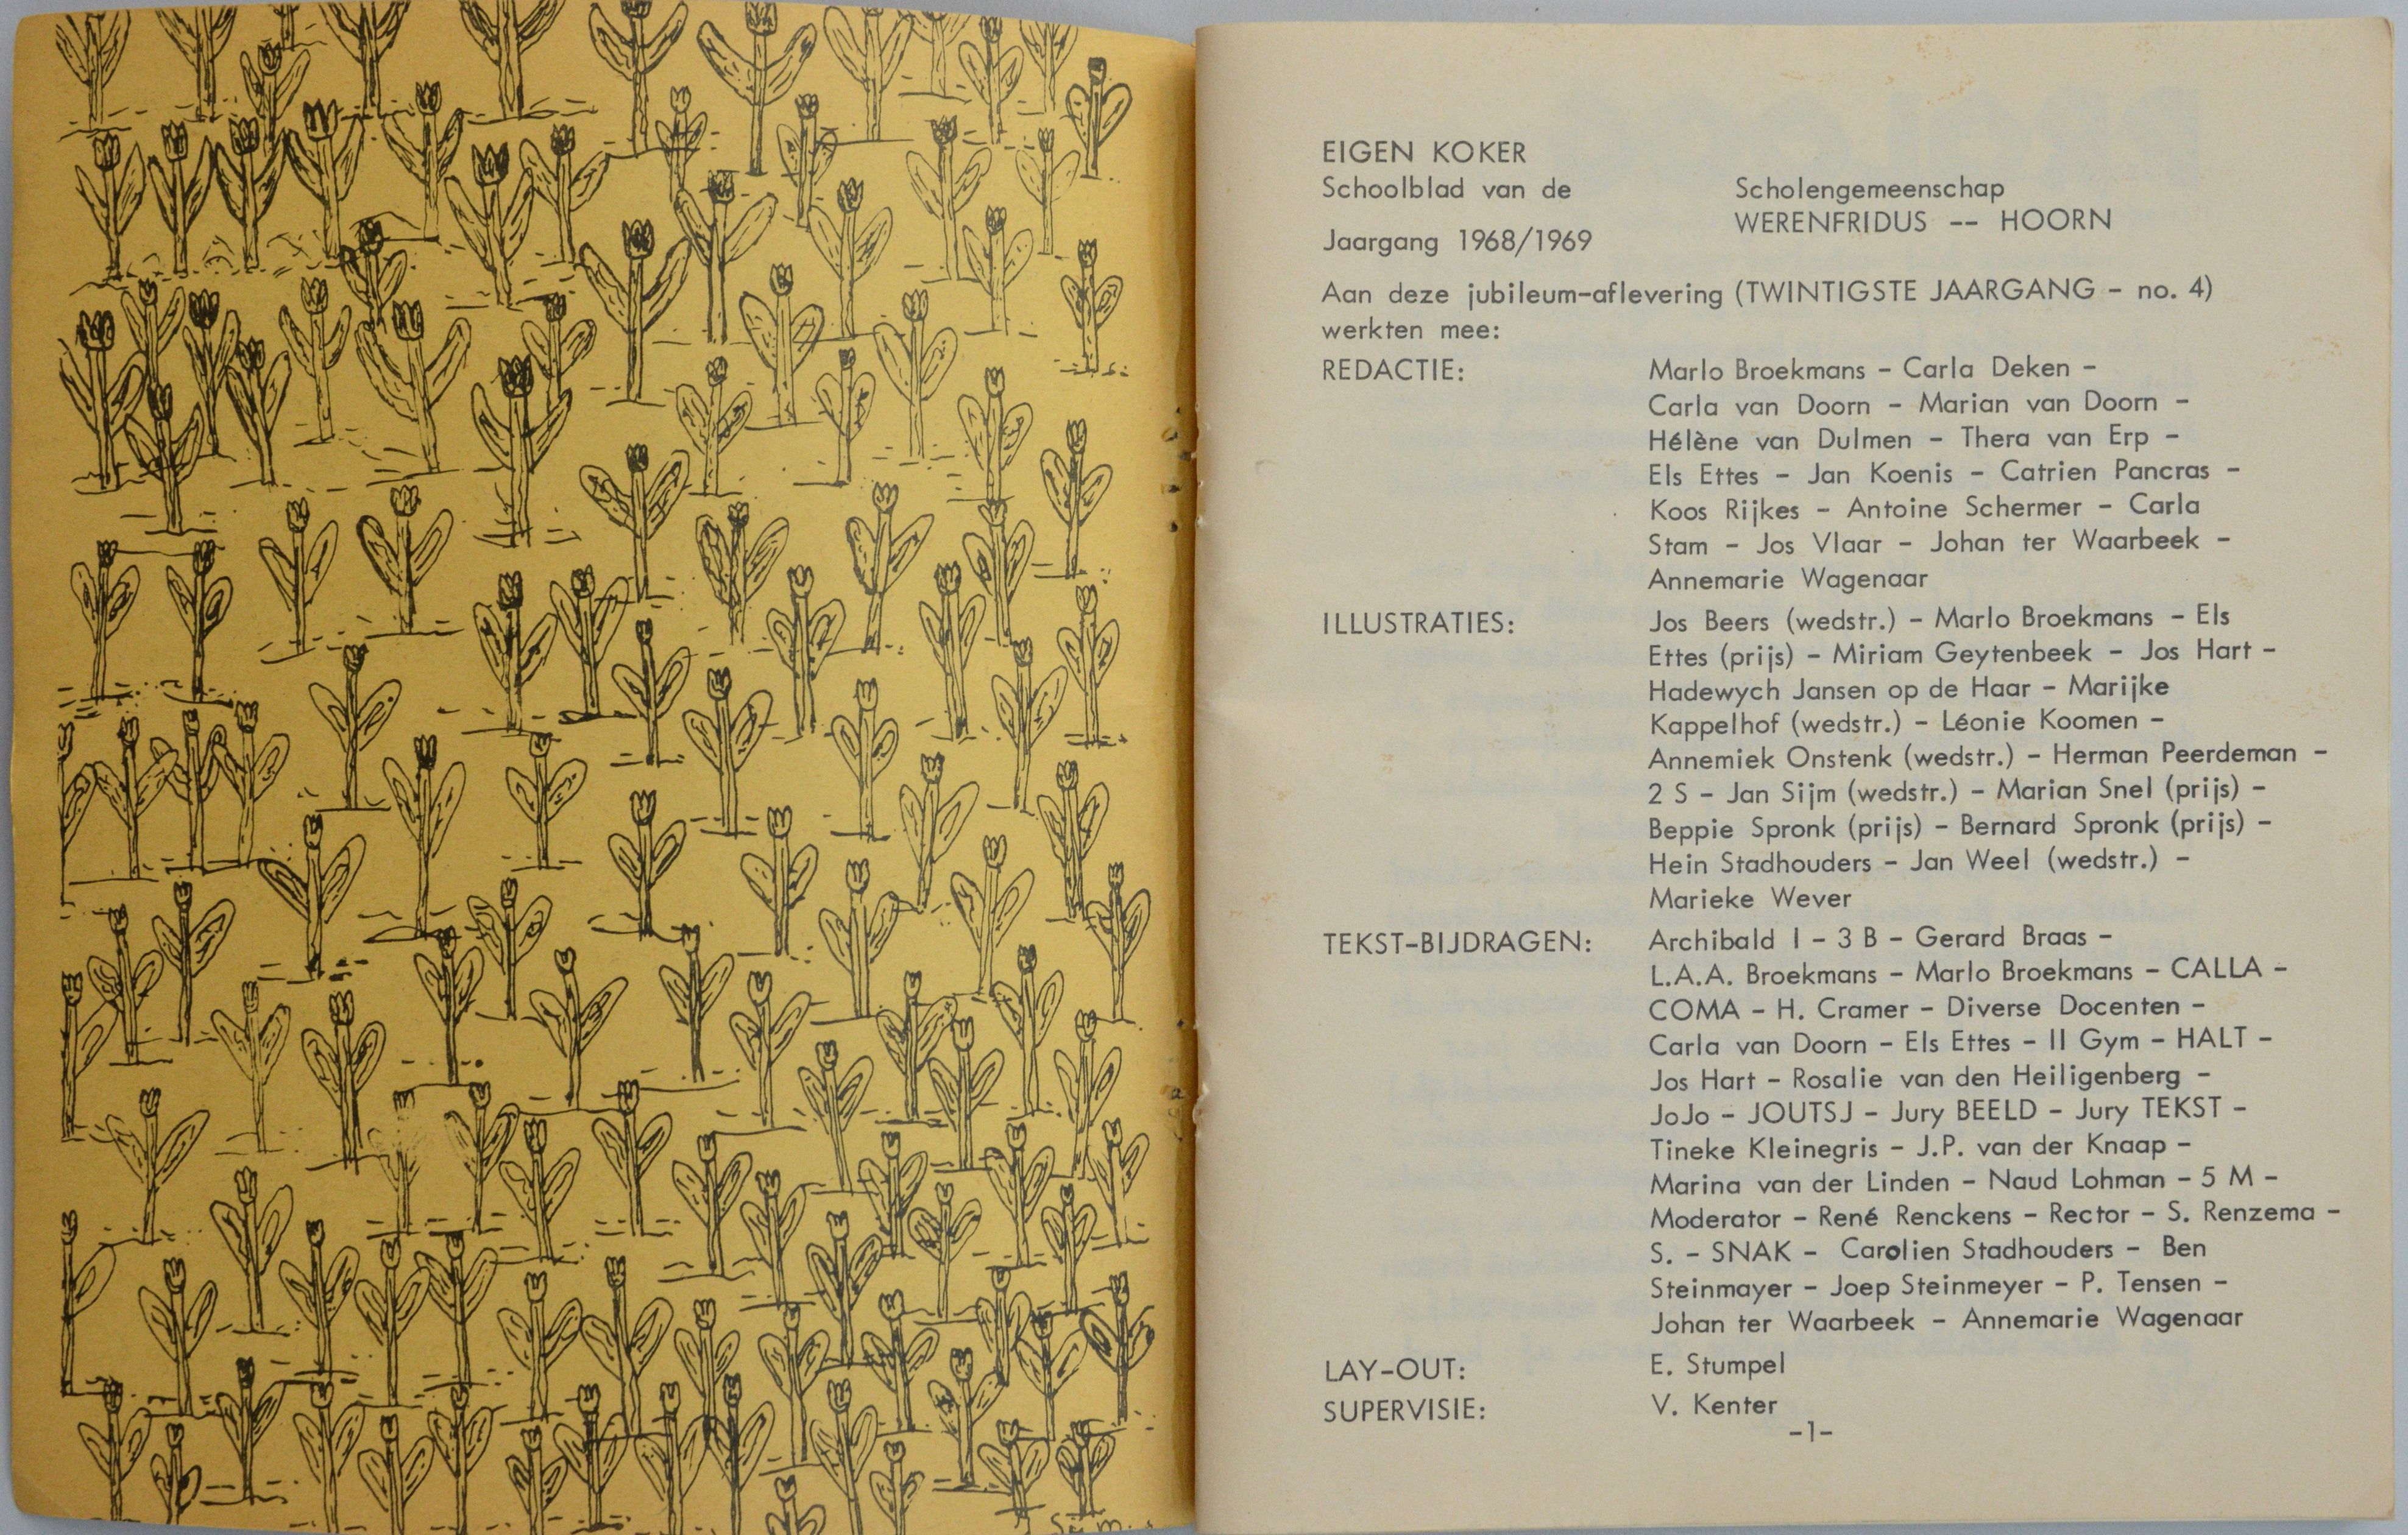 EIGEN KOKER
Schoolblad van de Scholengemeenschap
WERENFRIDUS -- HOORN
Jaargang 1968/1969
Aan deze jubileum-aflevering (TWINTIGSTE JAARGANG - no. 4)
werkten mee:
REDACTIE: Marlo Broekmans - Carla Deken -
Carla van Doorn - Marian van Doorn -
Hélène van Dulmen - Thera van Erp -
Els Ettes - Jan Koenis - Catrien Pancras -
Koos Rijkes - Antoine Schermer - Carla
Stam - Jos Vlaar - Johan ter Waarbeek -
Annemarie Wagenaar
ILLUSTRATIES: Jos Beers (wedstr.) - Marlo Broekmans - Els
Ettes (prijs) - Miriam Geytenbeek - Jos Hart -
Hadewych Jansen op de Haar - Marijke
Kappelhof (wedstr.) - Léonie Koomen -
Annemiek Onstenk (wedstr.) - Herman Peerdeman -
2 S - Jan Sijm (wedstr.) - Marian Snel (prijs) -
Beppie Spronk (prijs) - Bernard Spronk (prijs) -
Hein Stadhouders - Jan Weel (wedstr.) -
Marieke Wever
TEKST-BIJDRAGEN: Archibald I - 3 B - Gerard Braas -
L.A.A. Broekmans - Marlo Broekmans - CALLA -
COMA - H. Cramer - Diverse Docenten -
Carla van Doorn - Els Ettes - II Gym - HALT -
Jos Hart - Rosalie van den Heiligenberg -
JoJo - JOUTSJ - Jury BEELD - Jury TEKST -
Tineke Kleinegris - J.P. van der Knaap -
Marina van der Linden - Naud Lohman - 5 M -
Moderator - René Renckens - Rector - S. Renzema -
S. - SNAK - Carolien Stadhouders - Ben
Steinmayer - Joep Steinmeyer - P. Tensen -
Johan ter Waarbeek - Annemarie Wagenaar
LAY-OUT: E. Stumpel
SUPERVISIE: V. Kenter
-1-